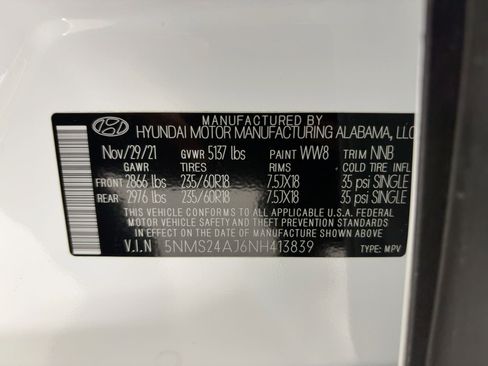 MANUFACTURED BY
HYUNDAI MOTOR MANUFACTURING ALABAMA, LLC
Nov/29/21 GVWR 5137 lbs PAINT WW8 TRIM NNB
GAWR TIRES RIMS COLD INFL
FRONT 2866 lbs 235/60R18 7.5JX18 35 psi SINGLE
REAR 2976 lbs 235/60R18 7.5JX18 35 psi SINGLE
THIS VEHICLE CONFORMS TO ALL APPLICABLE U.S.A. FEDERAL
MOTOR VEHICLE SAFETY AND THEFT PREVENTION STANDARDS
IN EFFECT ON THE DATE OF MANUFACTURE SHOWN ABOVE.
V.I.N 5NMS24AJ6NH413839 TYPE: MPV